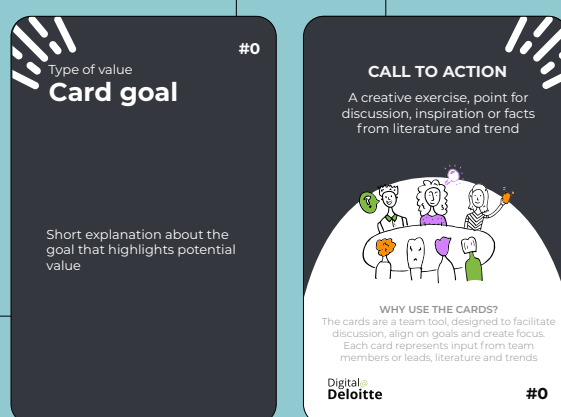 #0
Type of value
Card goal
Short explanation about the
goal that highlights potential
value
CALL TO ACTION
A creative exercise, point for
discussion, inspiration or facts
from literature and trend
?
WHY USE THE CARDS?
The cards are a team tool, designed to facilitate
discussion, align on goals and create focus.
Each card represents input from team
members or leads, literature and trends
Digital@
Deloitte
#0